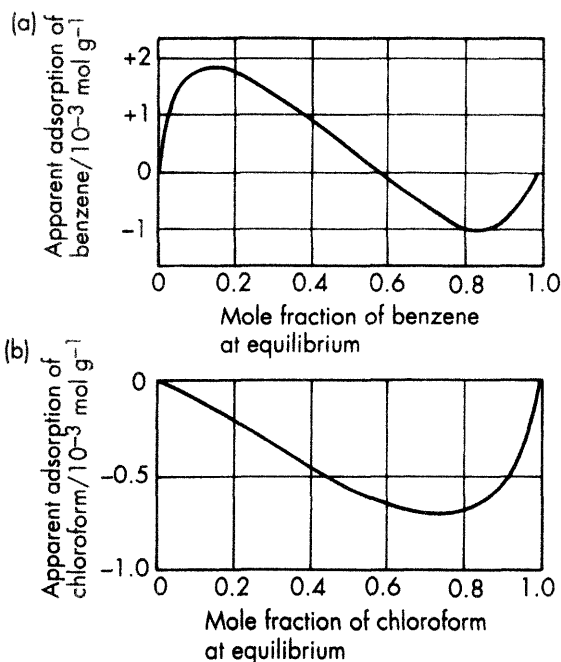 (a)
Apparent adsorption of
benzene/10⁻³ mol g⁻¹
+2
+1
0
−1
0 0.2 0.4 0.6 0.8 1.0
Mole fraction of benzene
at equilibrium
(b)
Apparent adsorption of
chloroform/10⁻³ mol g⁻¹
0
−0.5
−1.0
0 0.2 0.4 0.6 0.8 1.0
Mole fraction of chloroform
at equilibrium